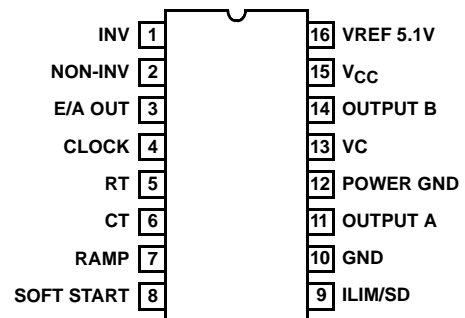 INV 1 16 VREF 5.1V
NON-INV 2 15 VCC
E/A OUT 3 14 OUTPUT B
CLOCK 4 13 VC
RT 5 12 POWER GND
CT 6 11 OUTPUT A
RAMP 7 10 GND
SOFT START 8 9 ILIM/SD